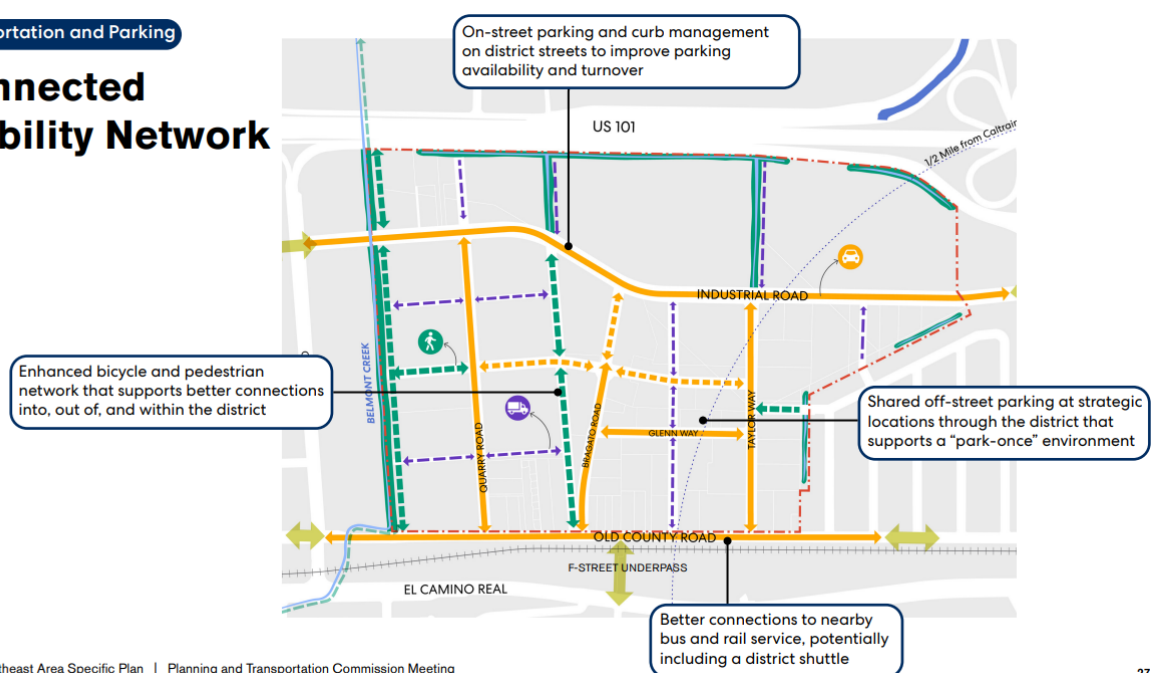 ortation and Parking
nnected
bility Network
On-street parking and curb management
on district streets to improve parking
availability and turnover
US 101
1/2 Mile from Caltrain
INDUSTRIAL ROAD
BELMONT CREEK
Enhanced bicycle and pedestrian
network that supports better connections
into, out of, and within the district
QUARRY ROAD
BRAGATO ROAD
GLENN WAY
TAYLOR WAY
Shared off-street parking at strategic
locations through the district that
supports a “park-once” environment
OLD COUNTY ROAD
F-STREET UNDERPASS
EL CAMINO REAL
Better connections to nearby
bus and rail service, potentially
including a district shuttle
theast Area Specific Plan | Planning and Transportation Commission Meeting
27